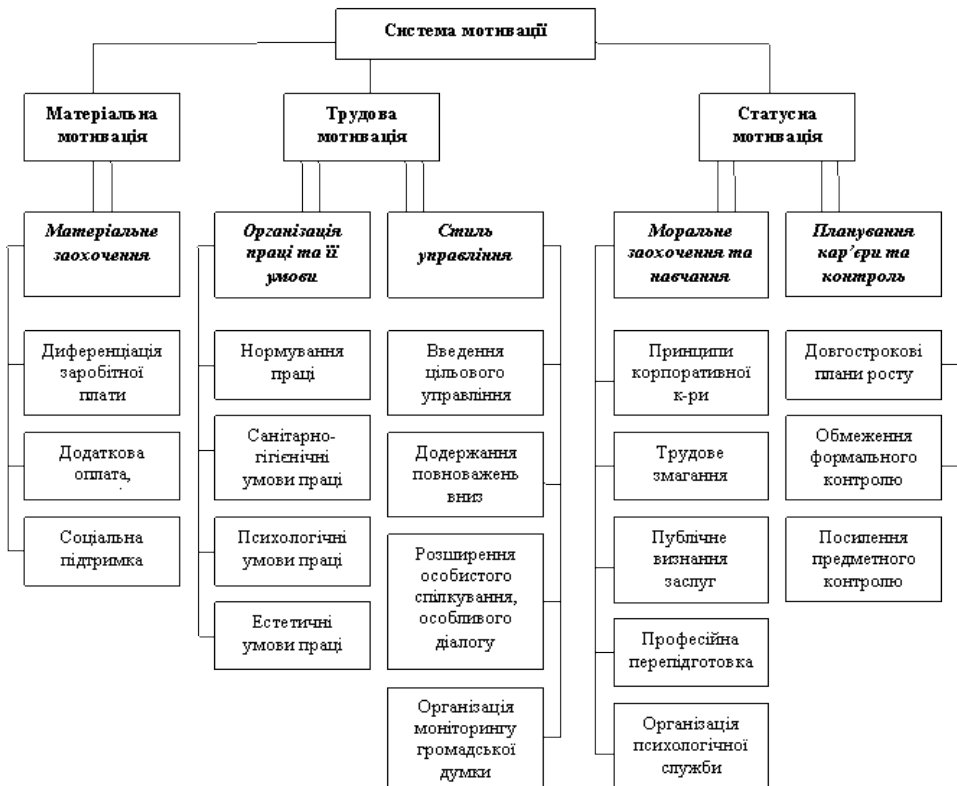 Система мотивації
Матеріальна
мотивація
Трудова
мотивація
Статусна
мотивація
Матеріальне
заохочення
Організація
праці та її
умови
Стиль
управління
Моральне
заохочення та
навчання
Планування
кар’єри та
контроль
Диференціація
заробітної
плати
Додаткова
оплата,
Соціальна
підтримка
Нормування
праці
Санітарно-
гігієнічні
умови праці
Психологічні
умови праці
Естетичні
умови праці
Введення
цільового
управління
Додержання
повноважень
вниз
Розширення
особистого
спілкування,
особливого
діалогу
Організація
моніторингу
громадської
думки
Принципи
корпоративної
к-ри
Трудове
змагання
Публічне
визнання
заслуг
Професійна
перепідготовка
Організація
психологічної
служби
Довгострокові
плани росту
Обмеження
формального
контролю
Посилення
предметного
контролю